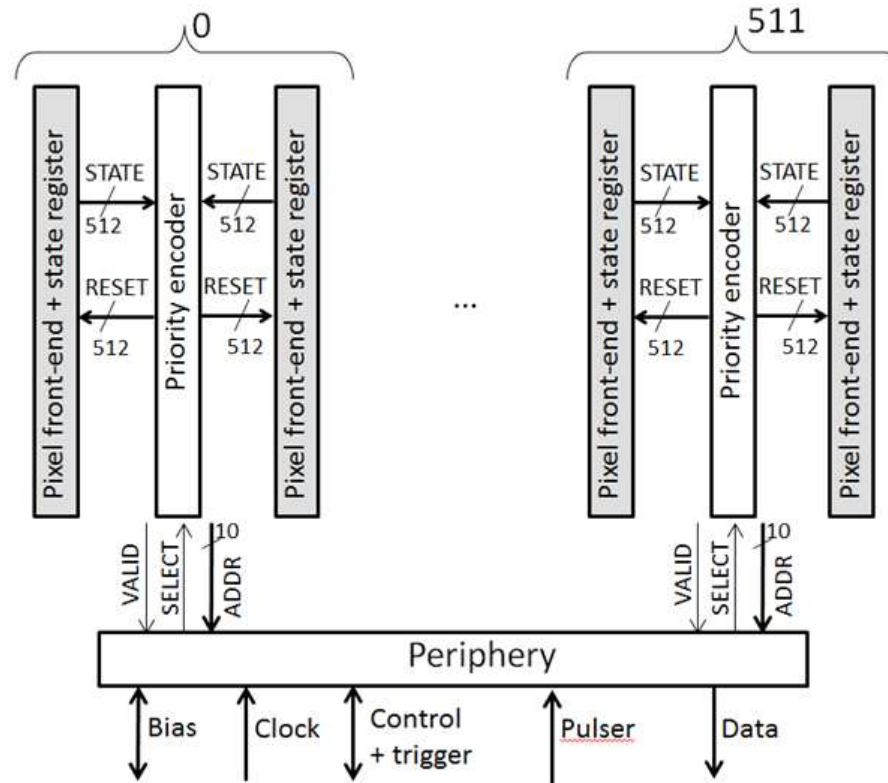 0
511
Pixel front-end + state register
STATE
512
RESET
512
Priority encoder
STATE
512
RESET
512
Pixel front-end + state register
...
Pixel front-end + state register
STATE
512
RESET
512
Priority encoder
STATE
512
RESET
512
Pixel front-end + state register
VALID
SELECT
10
ADDR
VALID
SELECT
10
ADDR
Periphery
Bias
Clock
Control
+ trigger
Pulser
Data